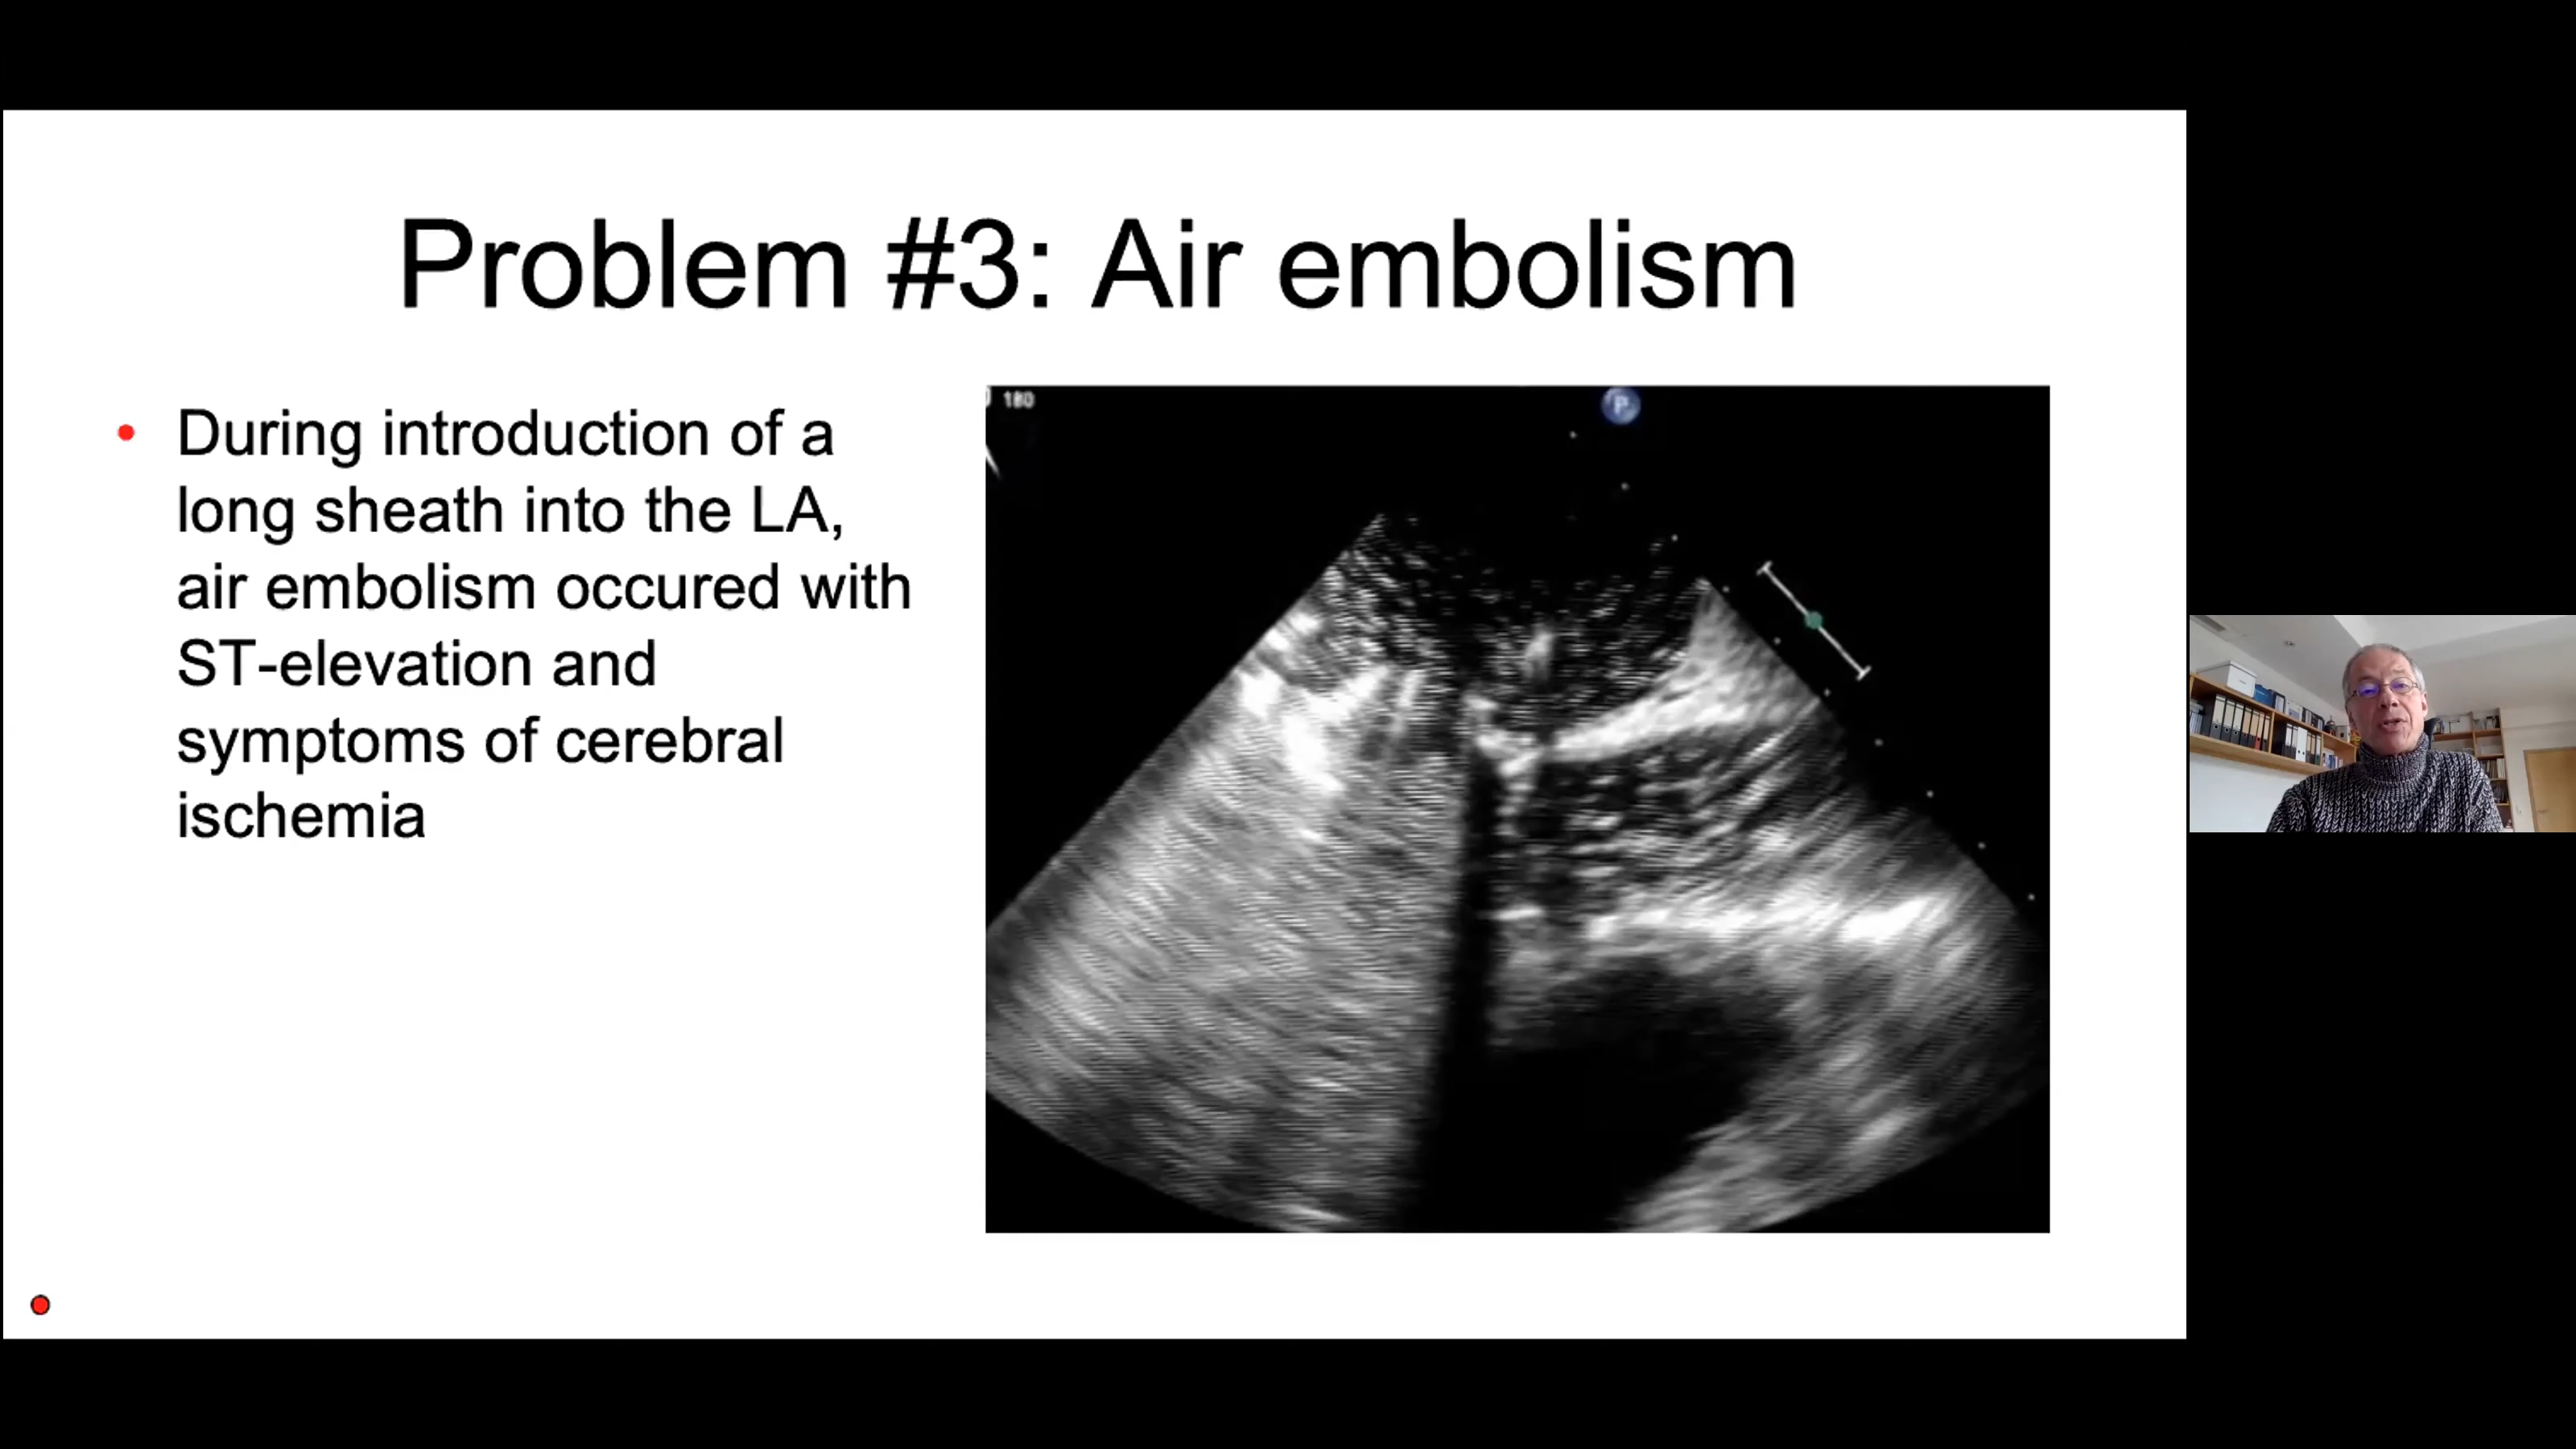 Problem #3: Air embolism
During introduction of a
long sheath into the LA,
air embolism occured with
ST-elevation and
symptoms of cerebral
ischemia
180
P